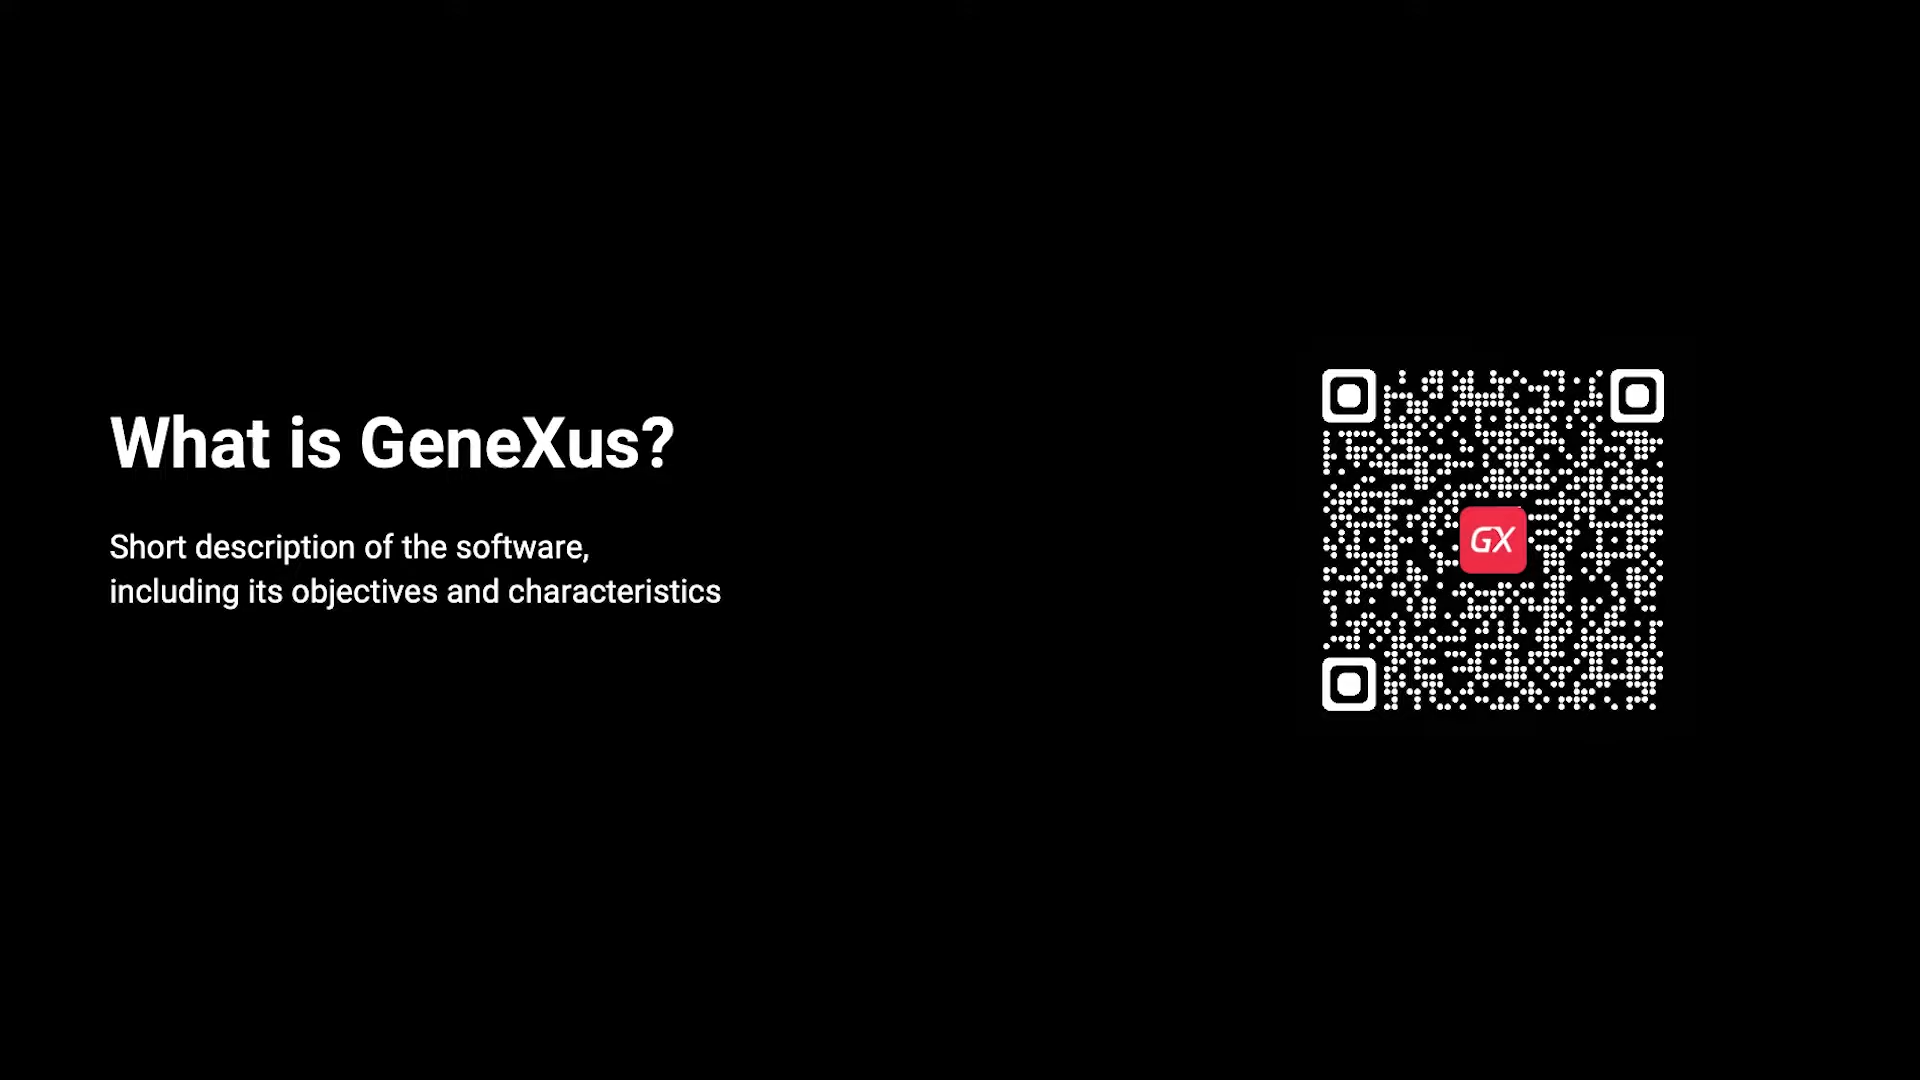 What is GeneXus?
Short description of the software,
including its objectives and characteristics
GX